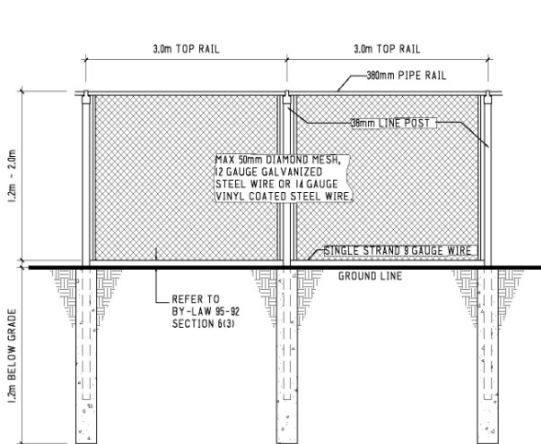 3.0m TOP RAIL
3.0m TOP RAIL
380mm PIPE RAIL
38mm LINE POST
1.2m - 2.0m
MAX 50mm DIAMOND MESH,
12 GAUGE GALVANIZED
STEEL WIRE OR 14 GAUGE
VINYL COATED STEEL WIRE
SINGLE STRAND 9 GAUGE WIRE
GROUND LINE
REFER TO
BY-LAW 95-92
SECTION 6(3)
1.2m BELOW GRADE